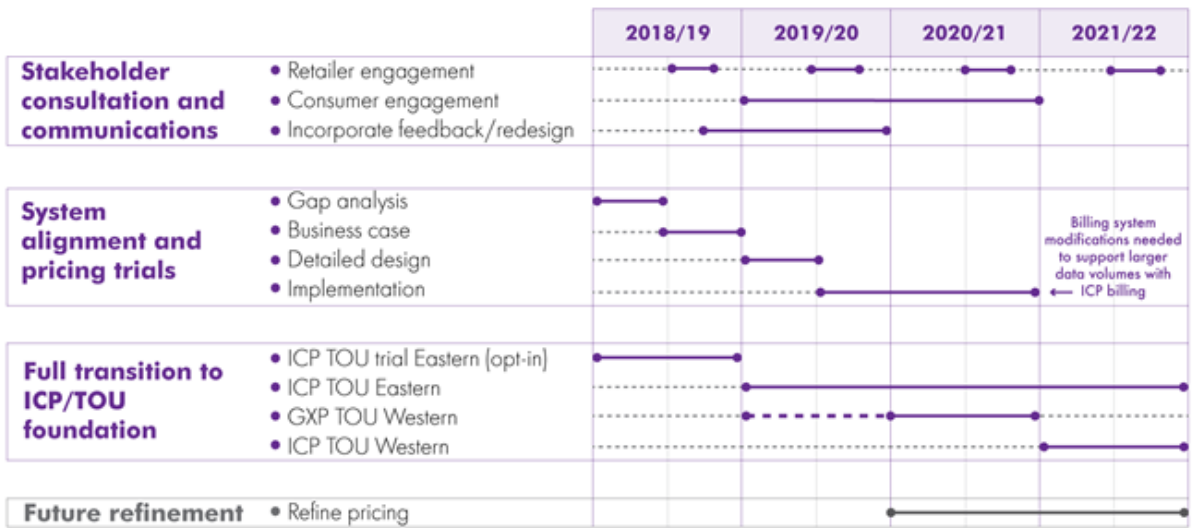 2018/19 2019/20 2020/21 2021/22
Stakeholder
consultation and
communications
• Retailer engagement
• Consumer engagement
• Incorporate feedback/redesign
System
alignment and
pricing trials
• Gap analysis
• Business case
• Detailed design
• Implementation
Billing system
modifications needed
to support larger
data volumes with
ICP billing
Full transition to
ICP/TOU
foundation
• ICP TOU trial Eastern (opt-in)
• ICP TOU Eastern
• GXP TOU Western
• ICP TOU Western
Future refinement
• Refine pricing